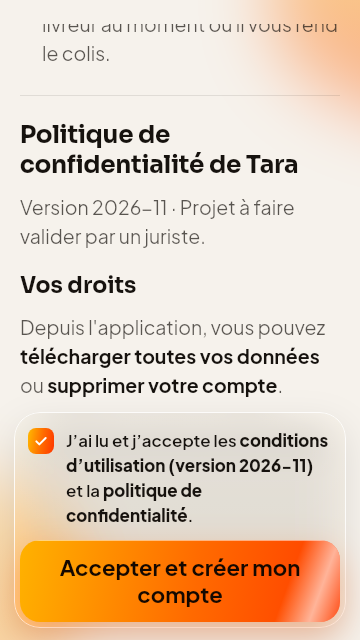 livreur au moment où il vous rend
le colis.
Politique de
confidentialité de Tara
Version 2026–11 · Projet à faire
valider par un juriste.
Vos droits
Depuis l'application, vous pouvez
télécharger toutes vos données
ou supprimer votre compte.
J’ai lu et j’accepte les conditions
d’utilisation (version 2026–11)
et la politique de
confidentialité.
Accepter et créer mon
compte